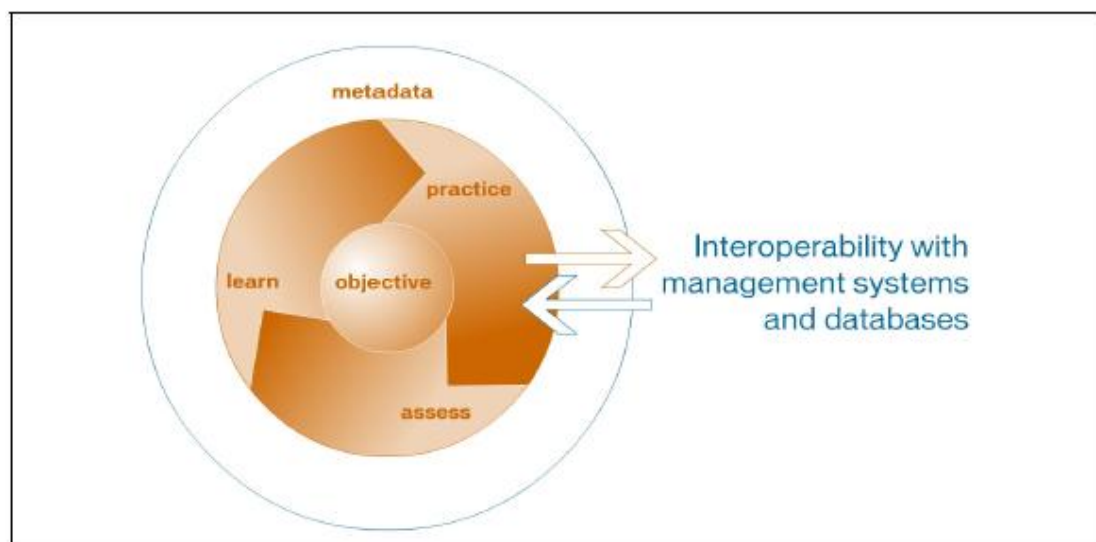 metadata
practice
learn
objective
assess
Interoperability with
management systems
and databases